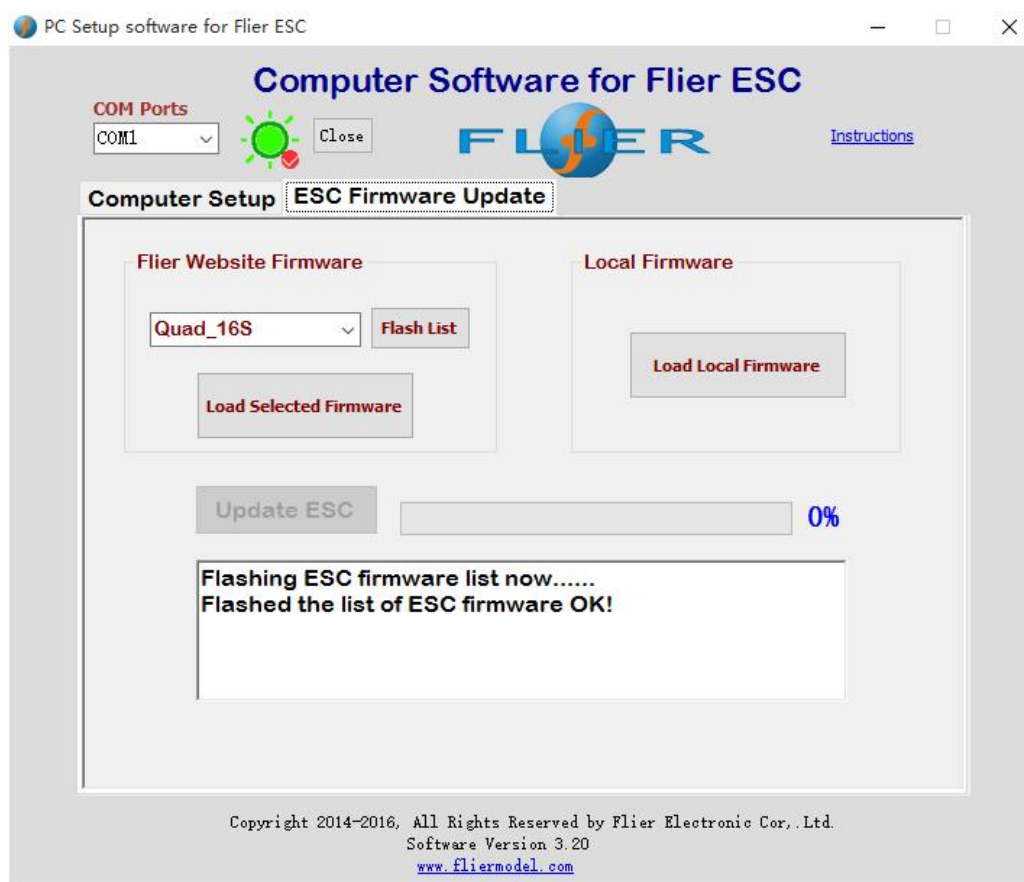 PC Setup software for Flier ESC
Computer Software for Flier ESC
COM Ports
COM1
Close
FLIER
Instructions
Computer Setup
ESC Firmware Update
Flier Website Firmware
Local Firmware
Quad_16S
Flash List
Load Local Firmware
Load Selected Firmware
Update ESC
0%
Flashing ESC firmware list now......
Flashed the list of ESC firmware OK!
Copyright 2014-2016, All Rights Reserved by Flier Electronic Cor,.Ltd.
Software Version 3.20
www.fliermodel.com